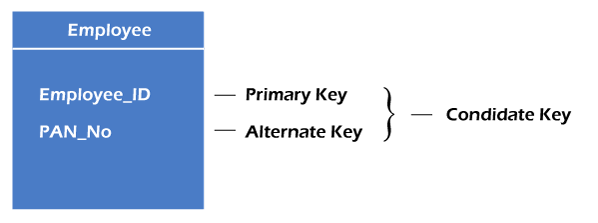 Employee
Employee_ID — Primary Key
PAN_No — Alternate Key
} — Condidate Key